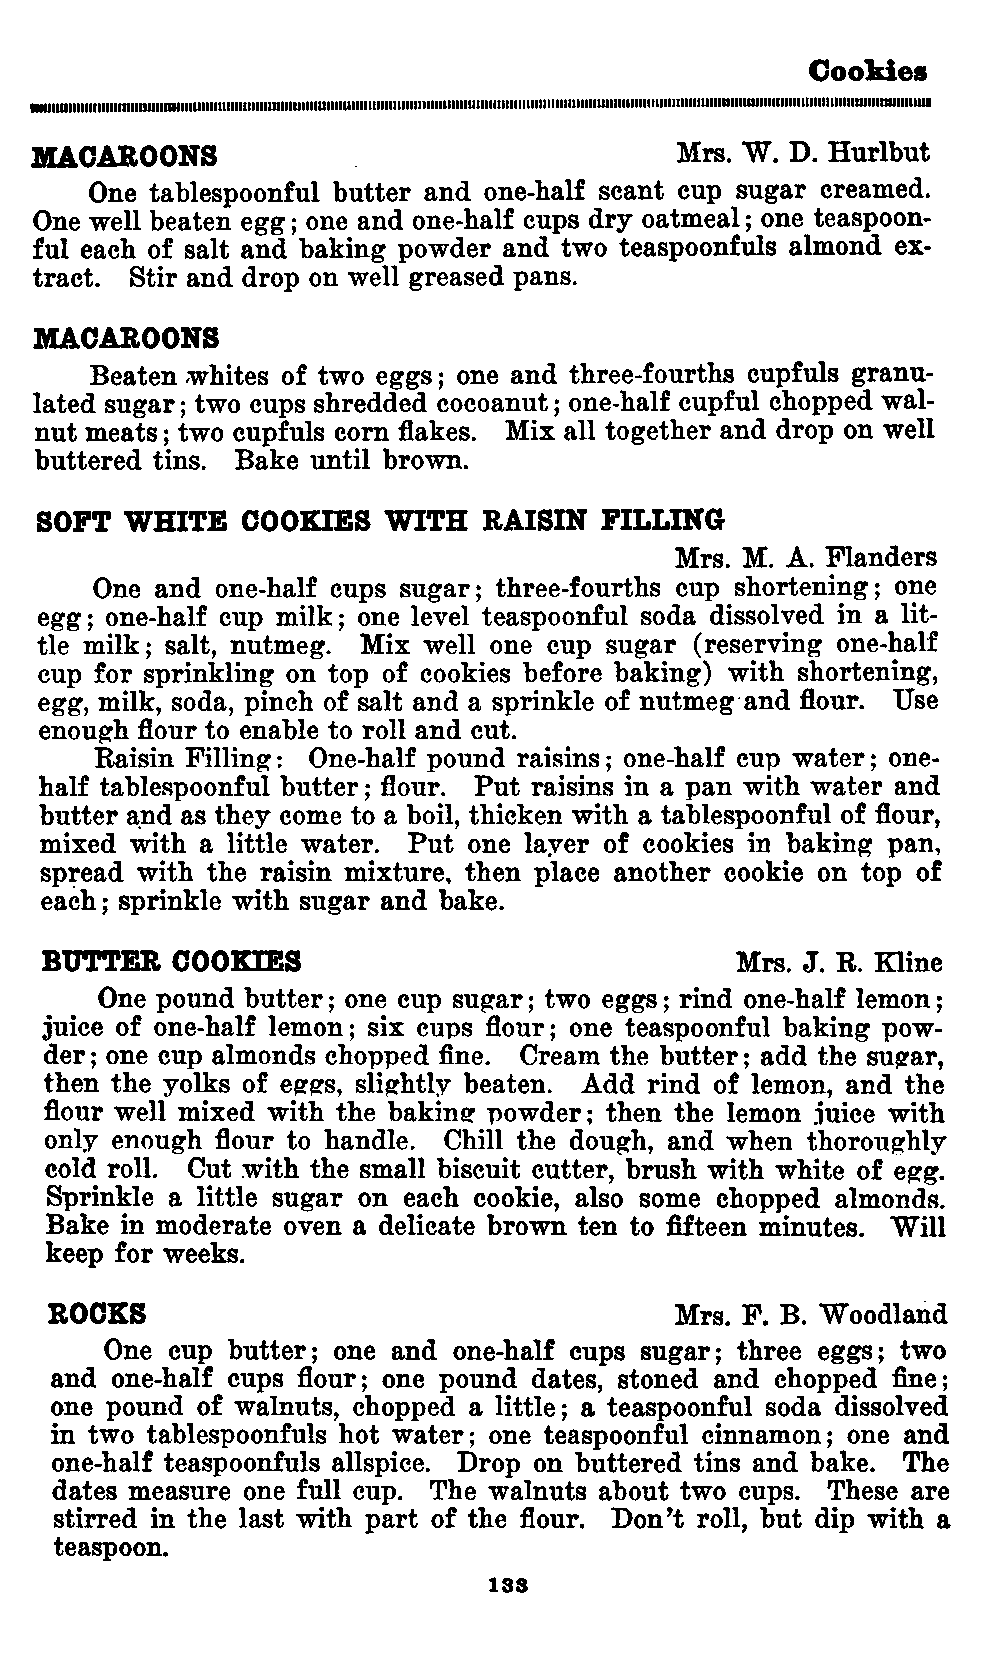 Cookies
MACAROONS Mrs. W. D. Hurlbut
One tablespoonful butter and one-half scant cup sugar creamed.
One well beaten egg; one and one-half cups dry oatmeal; one teaspoon-
ful each of salt and baking powder and two teaspoonfuls almond ex-
tract. Stir and drop on well greased pans.
MACAROONS
Beaten whites of two eggs; one and three-fourths cupfuls granu-
lated sugar; two cups shredded cocoanut; one-half cupful chopped wal-
nut meats; two cupfuls corn flakes. Mix all together and drop on well
buttered tins. Bake until brown.
SOFT WHITE COOKIES WITH RAISIN FILLING
Mrs. M. A. Flanders
One and one-half cups sugar; three-fourths cup shortening; one
egg; one-half cup milk; one level teaspoonful soda dissolved in a lit-
tle milk; salt, nutmeg. Mix well one cup sugar (reserving one-half
cup for sprinkling on top of cookies before baking) with shortening,
egg, milk, soda, pinch of salt and a sprinkle of nutmeg and flour. Use
enough flour to enable to roll and cut.
Raisin Filling: One-half pound raisins; one-half cup water; one-
half tablespoonful butter; flour. Put raisins in a pan with water and
butter and as they come to a boil, thicken with a tablespoonful of flour,
mixed with a little water. Put one layer of cookies in baking pan,
spread with the raisin mixture, then place another cookie on top of
each; sprinkle with sugar and bake.
BUTTER COOKIES Mrs. J. R. Kline
One pound butter; one cup sugar; two eggs; rind one-half lemon;
juice of one-half lemon; six cups flour; one teaspoonful baking pow-
der; one cup almonds chopped fine. Cream the butter; add the sugar,
then the yolks of eggs, slightly beaten. Add rind of lemon, and the
flour well mixed with the baking powder; then the lemon juice with
only enough flour to handle. Chill the dough, and when thoroughly
cold roll. Cut with the small biscuit cutter, brush with white of egg.
Sprinkle a little sugar on each cookie, also some chopped almonds.
Bake in moderate oven a delicate brown ten to fifteen minutes. Will
keep for weeks.
ROCKS Mrs. F. B. Woodland
One cup butter; one and one-half cups sugar; three eggs; two
and one-half cups flour; one pound dates, stoned and chopped fine;
one pound of walnuts, chopped a little; a teaspoonful soda dissolved
in two tablespoonfuls hot water; one teaspoonful cinnamon; one and
one-half teaspoonfuls allspice. Drop on buttered tins and bake. The
dates measure one full cup. The walnuts about two cups. These are
stirred in the last with part of the flour. Don't roll, but dip with a
teaspoon.
133